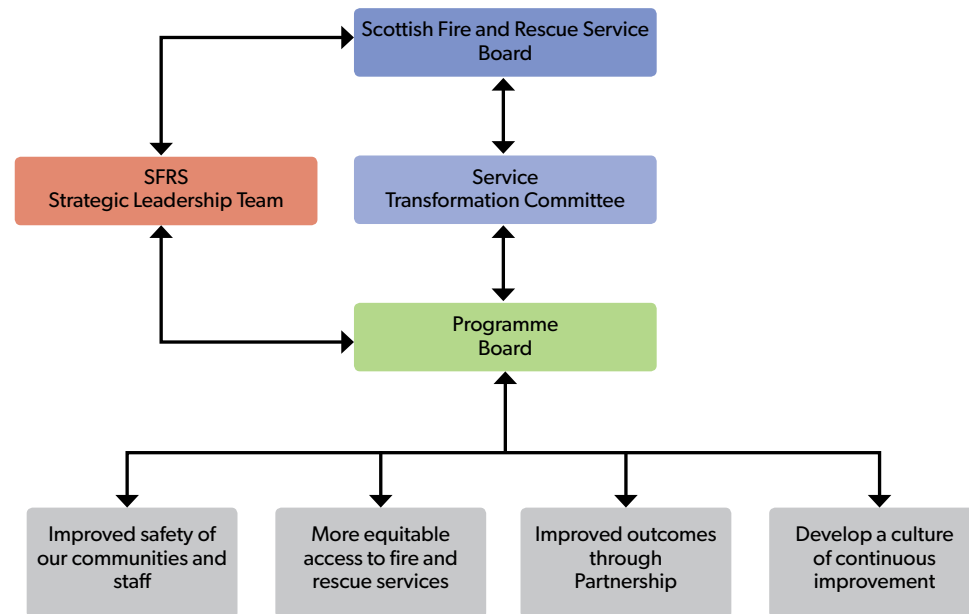 Scottish Fire and Rescue Service
Board
SFRS
Strategic Leadership Team
Service
Transformation Committee
Programme
Board
Improved safety of
our communities and
staff
More equitable
access to fire and
rescue services
Improved outcomes
through
Partnership
Develop a culture
of continuous
improvement